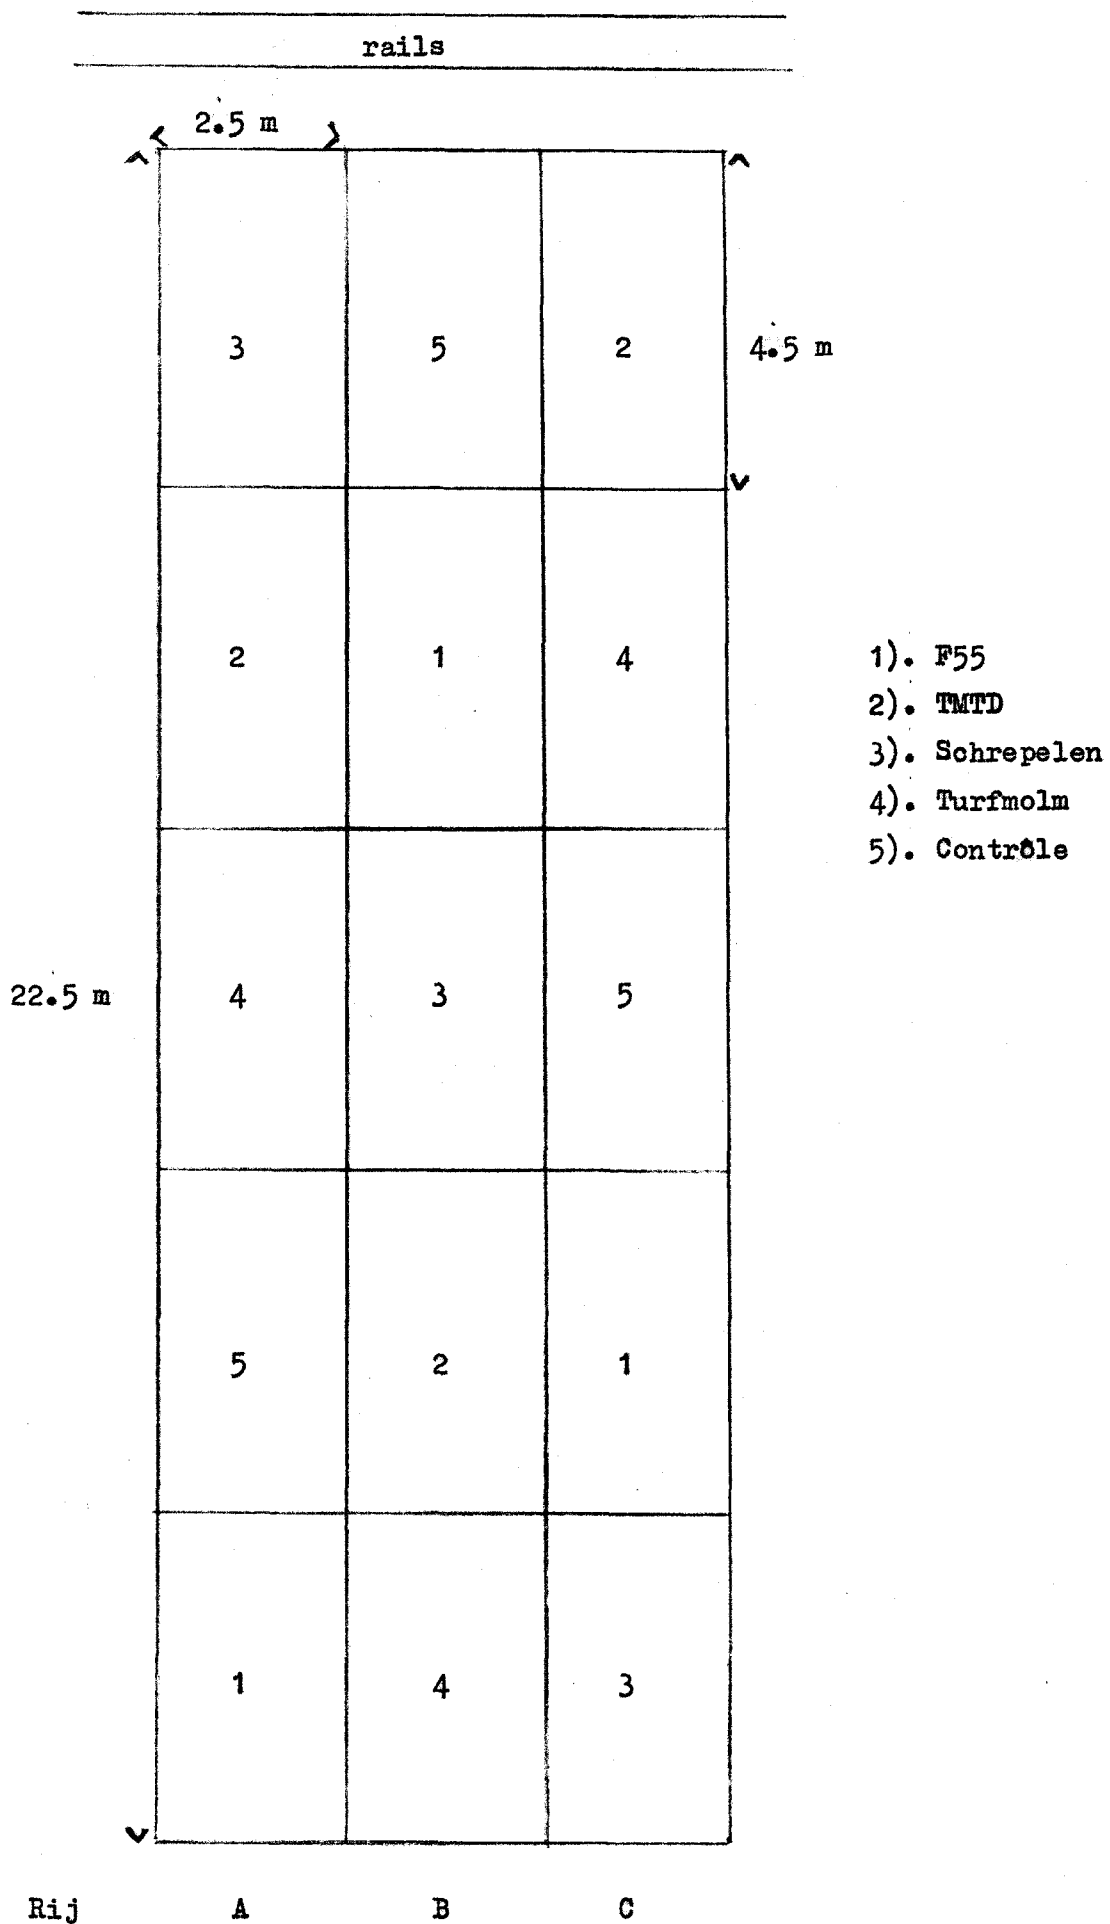 rails
2.5 m
3 5 2 4.5 m
2 1 4
1). F55
2). TMTD
3). Schrepelen
4). Turfmolm
5). Contrôle
22.5 m 4 3 5
5 2 1
1 4 3
Rij A B C